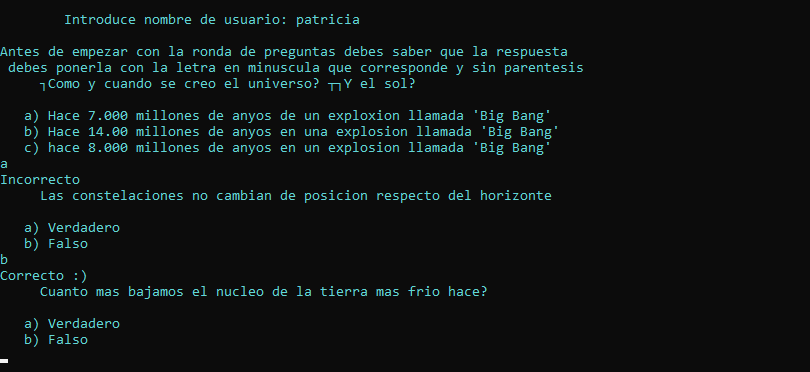 Introduce nombre de usuario: patricia
Antes de empezar con la ronda de preguntas debes saber que la respuesta
debes ponerla con la letra en minuscula que corresponde y sin parentesis
┐Como y cuando se creo el universo? ┬┐Y el sol?
a) Hace 7.000 millones de anyos de un exploxion llamada 'Big Bang'
b) Hace 14.00 millones de anyos en una explosion llamada 'Big Bang'
c) hace 8.000 millones de anyos en un explosion llamada 'Big Bang'
a
Incorrecto
Las constelaciones no cambian de posicion respecto del horizonte
a) Verdadero
b) Falso
b
Correcto :)
Cuanto mas bajamos el nucleo de la tierra mas frio hace?
a) Verdadero
b) Falso